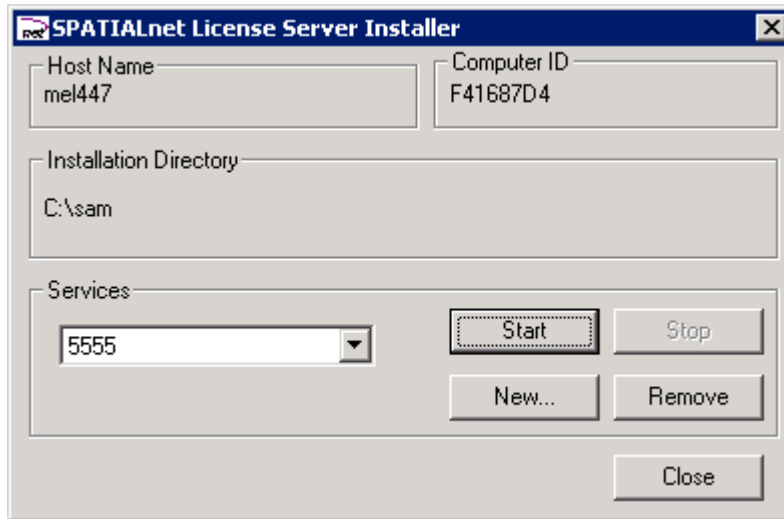 SPATIALnet License Server Installer
Host Name
mel447
Computer ID
F41687D4
Installation Directory
C:\sam
Services
5555
Start
Stop
New...
Remove
Close